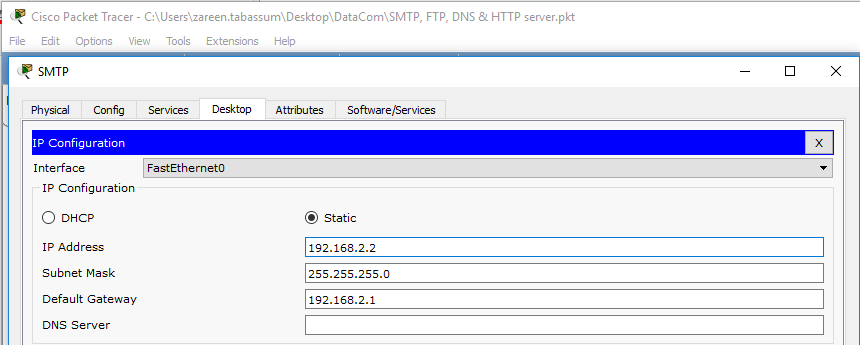 Cisco Packet Tracer - C:\Users\zareen.tabassum\Desktop\DataCom\SMTP, FTP, DNS & HTTP server.pkt
File Edit Options View Tools Extensions Help
SMTP
Physical Config Services Desktop Attributes Software/Services
IP Configuration X
Interface FastEthernet0
IP Configuration
DHCP Static
IP Address 192.168.2.2
Subnet Mask 255.255.255.0
Default Gateway 192.168.2.1
DNS Server